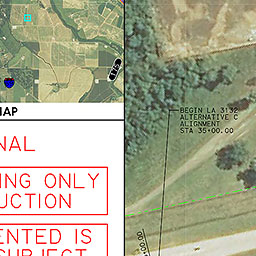 MAP
NAL
ING ONLY
UCTION
ENTED IS
SUBJECT
BEGIN LA 3132
ALTERNATIVE C
ALIGNMENT
STA 35+00.00